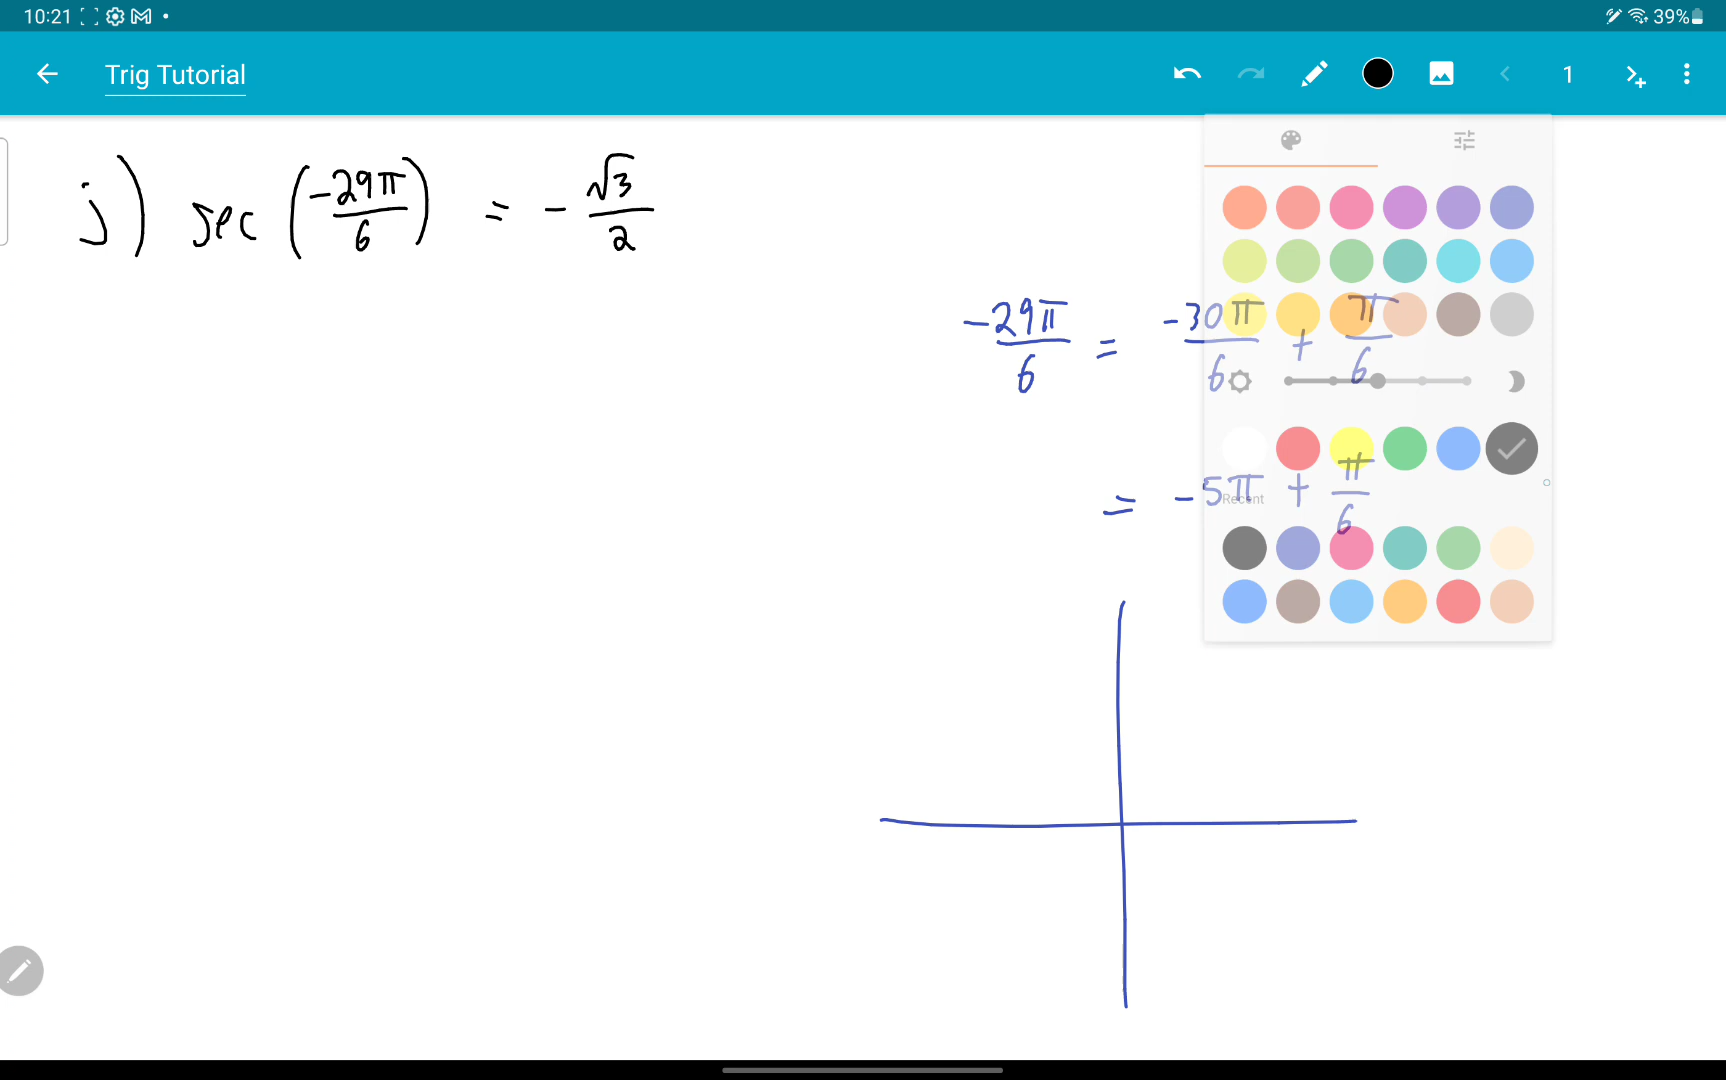 10:21 39%
Trig Tutorial 1
j) sec(-29π/6) = -√3/2
-29π/6 = -30π/6 + π/6
= -5π + π/6
Recent